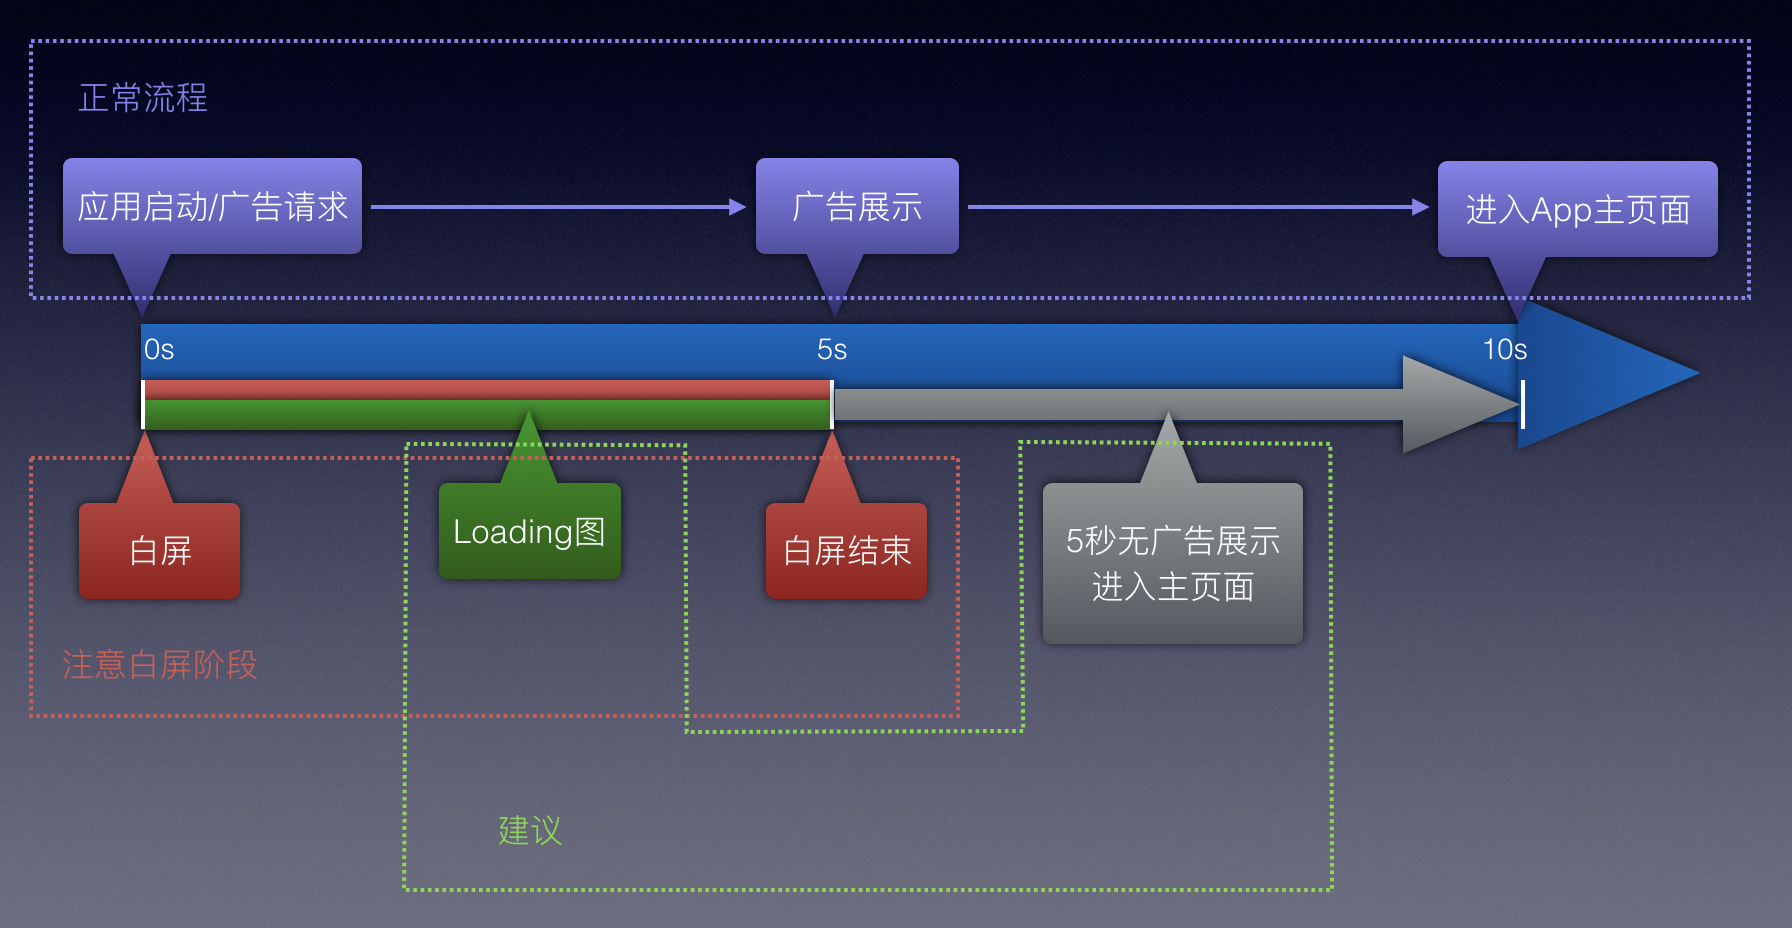 正常流程
应用启动/广告请求
广告展示
进入App主页面
0s
5s
10s
白屏
Loading图
白屏结束
5秒无广告展示
进入主页面
注意白屏阶段
建议